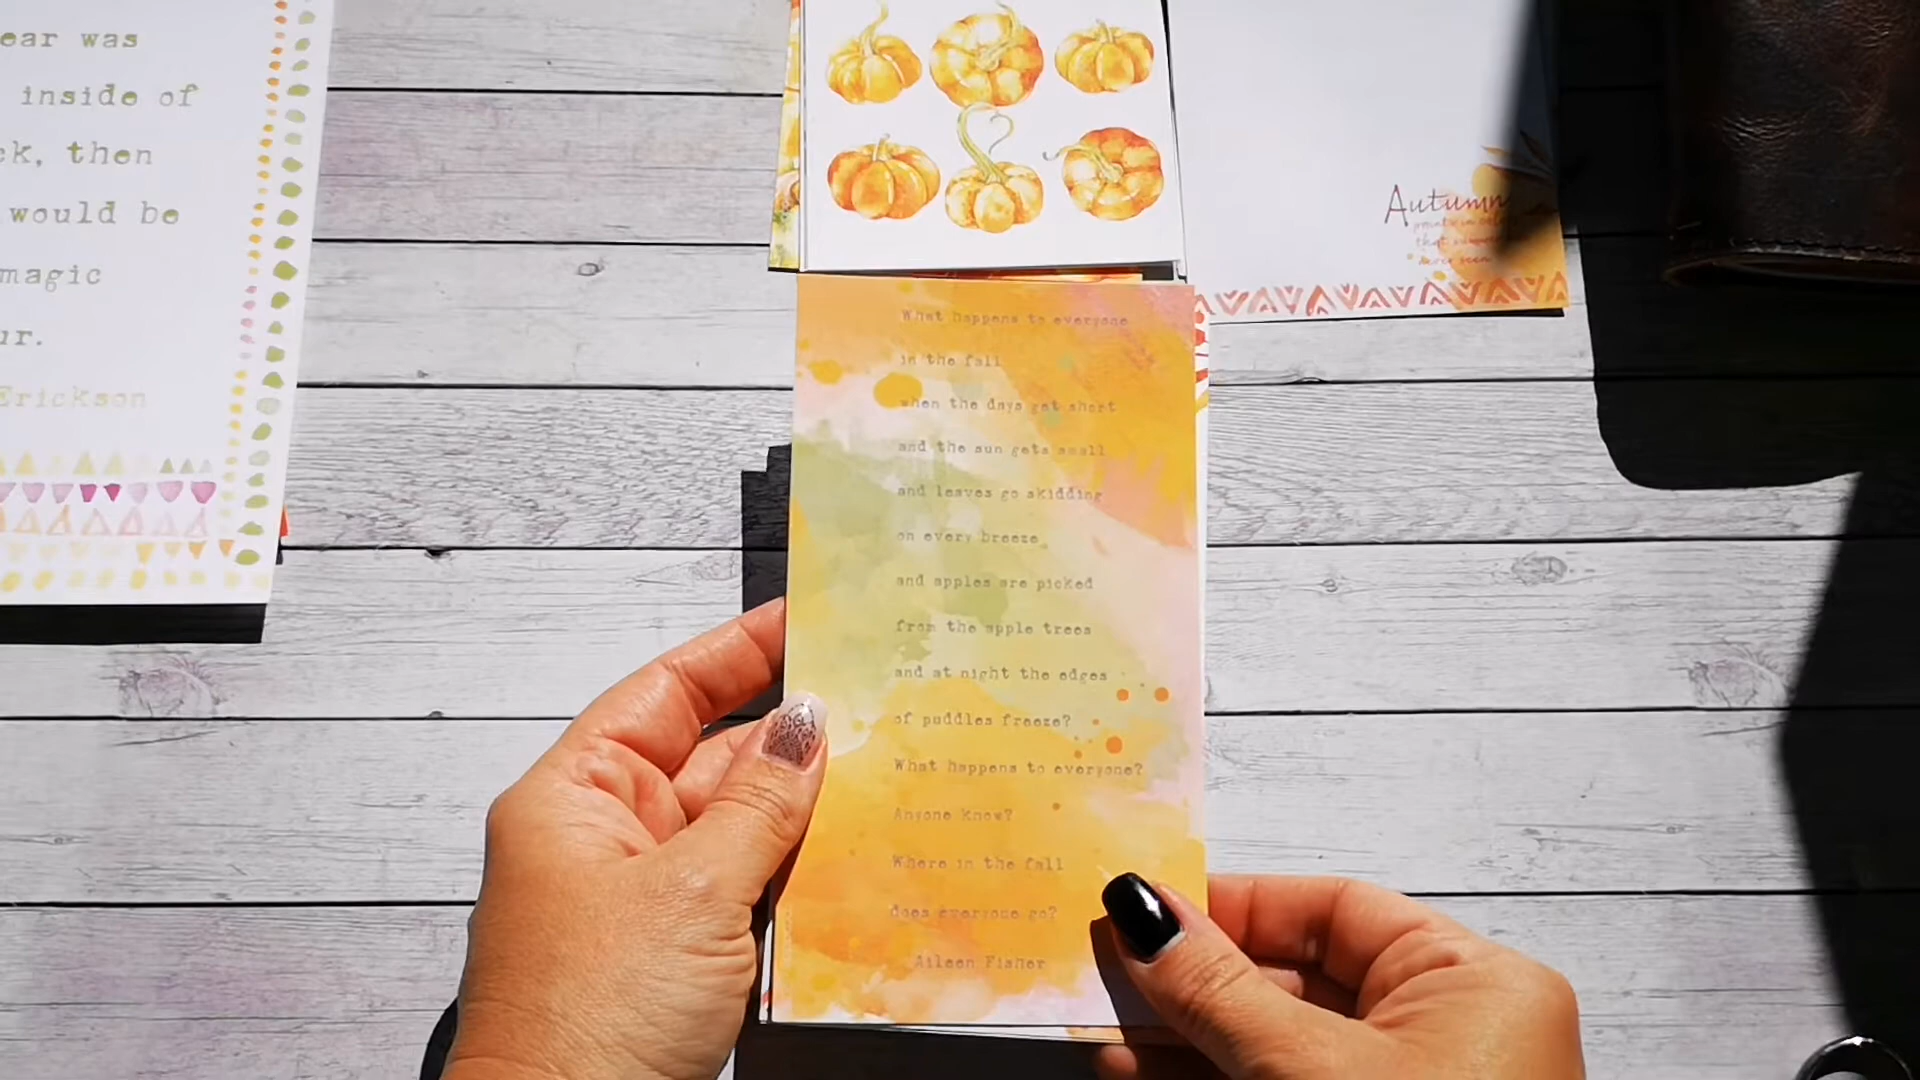 ear was
inside of
ck, then
would be
magic
ur.
Erickson
Autumn
What happens to everyone
in the fall
when the days get short
and the sun gets small
and leaves go skidding
on every breeze
and apples are picked
from the apple trees
and at night the edges
of puddles freeze?
What happens to everyone?
Anyone know?
Where in the fall
does everyone go?
Aileen Fisher